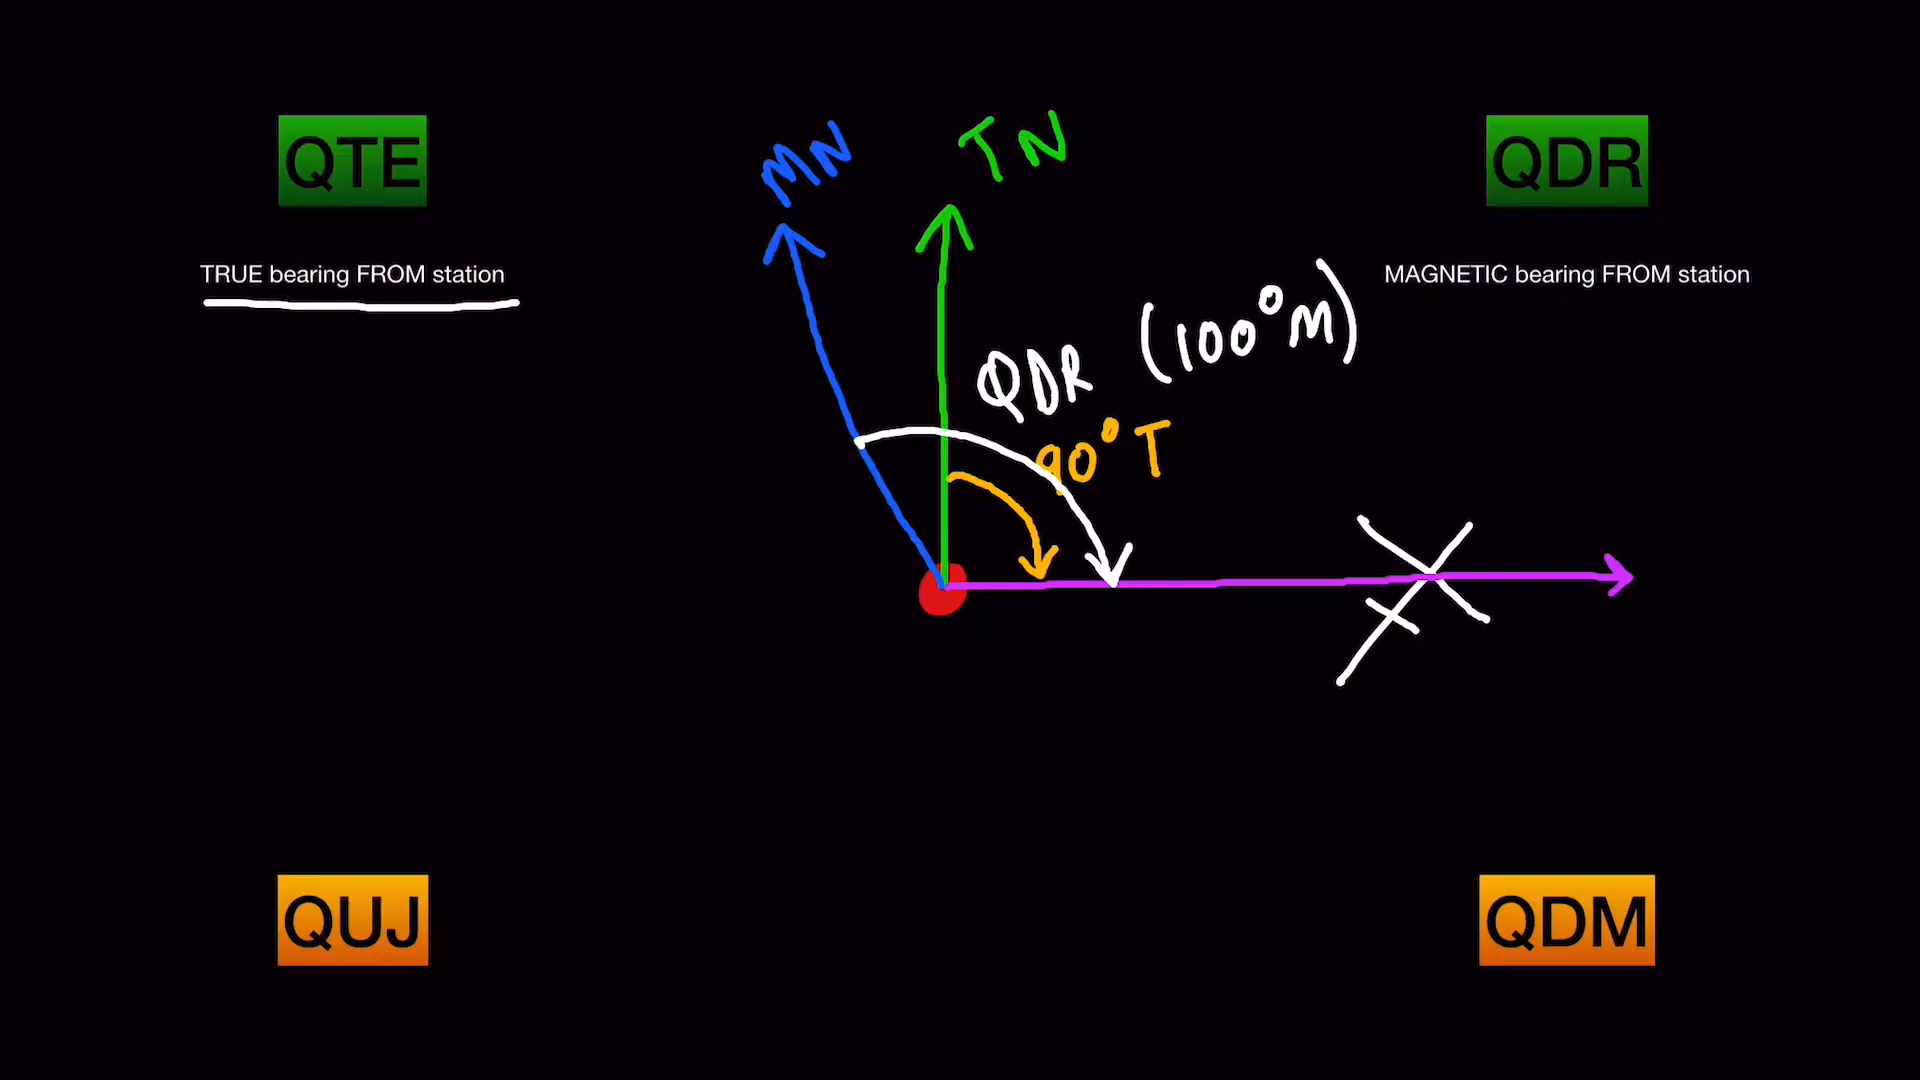 QTE
TRUE bearing FROM station
MN
TN
QDR
MAGNETIC bearing FROM station
QDR (100°M)
90°T
QUJ
QDM